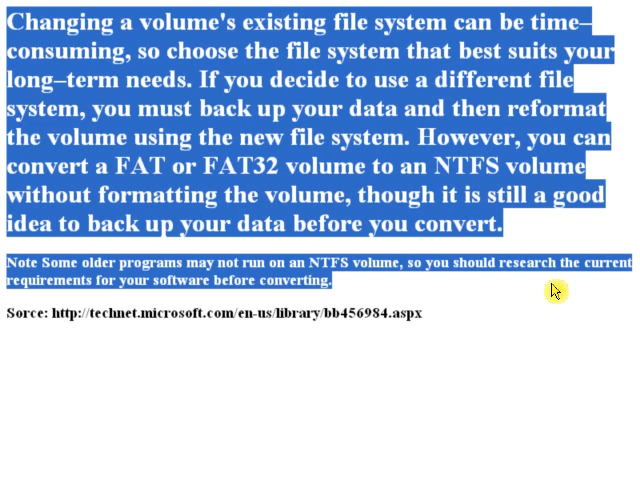 Changing a volume's existing file system can be time–
consuming, so choose the file system that best suits your
long–term needs. If you decide to use a different file
system, you must back up your data and then reformat
the volume using the new file system. However, you can
convert a FAT or FAT32 volume to an NTFS volume
without formatting the volume, though it is still a good
idea to back up your data before you convert.
Note Some older programs may not run on an NTFS volume, so you should research the current
requirements for your software before converting.
Sorce: http://technet.microsoft.com/en-us/library/bb456984.aspx